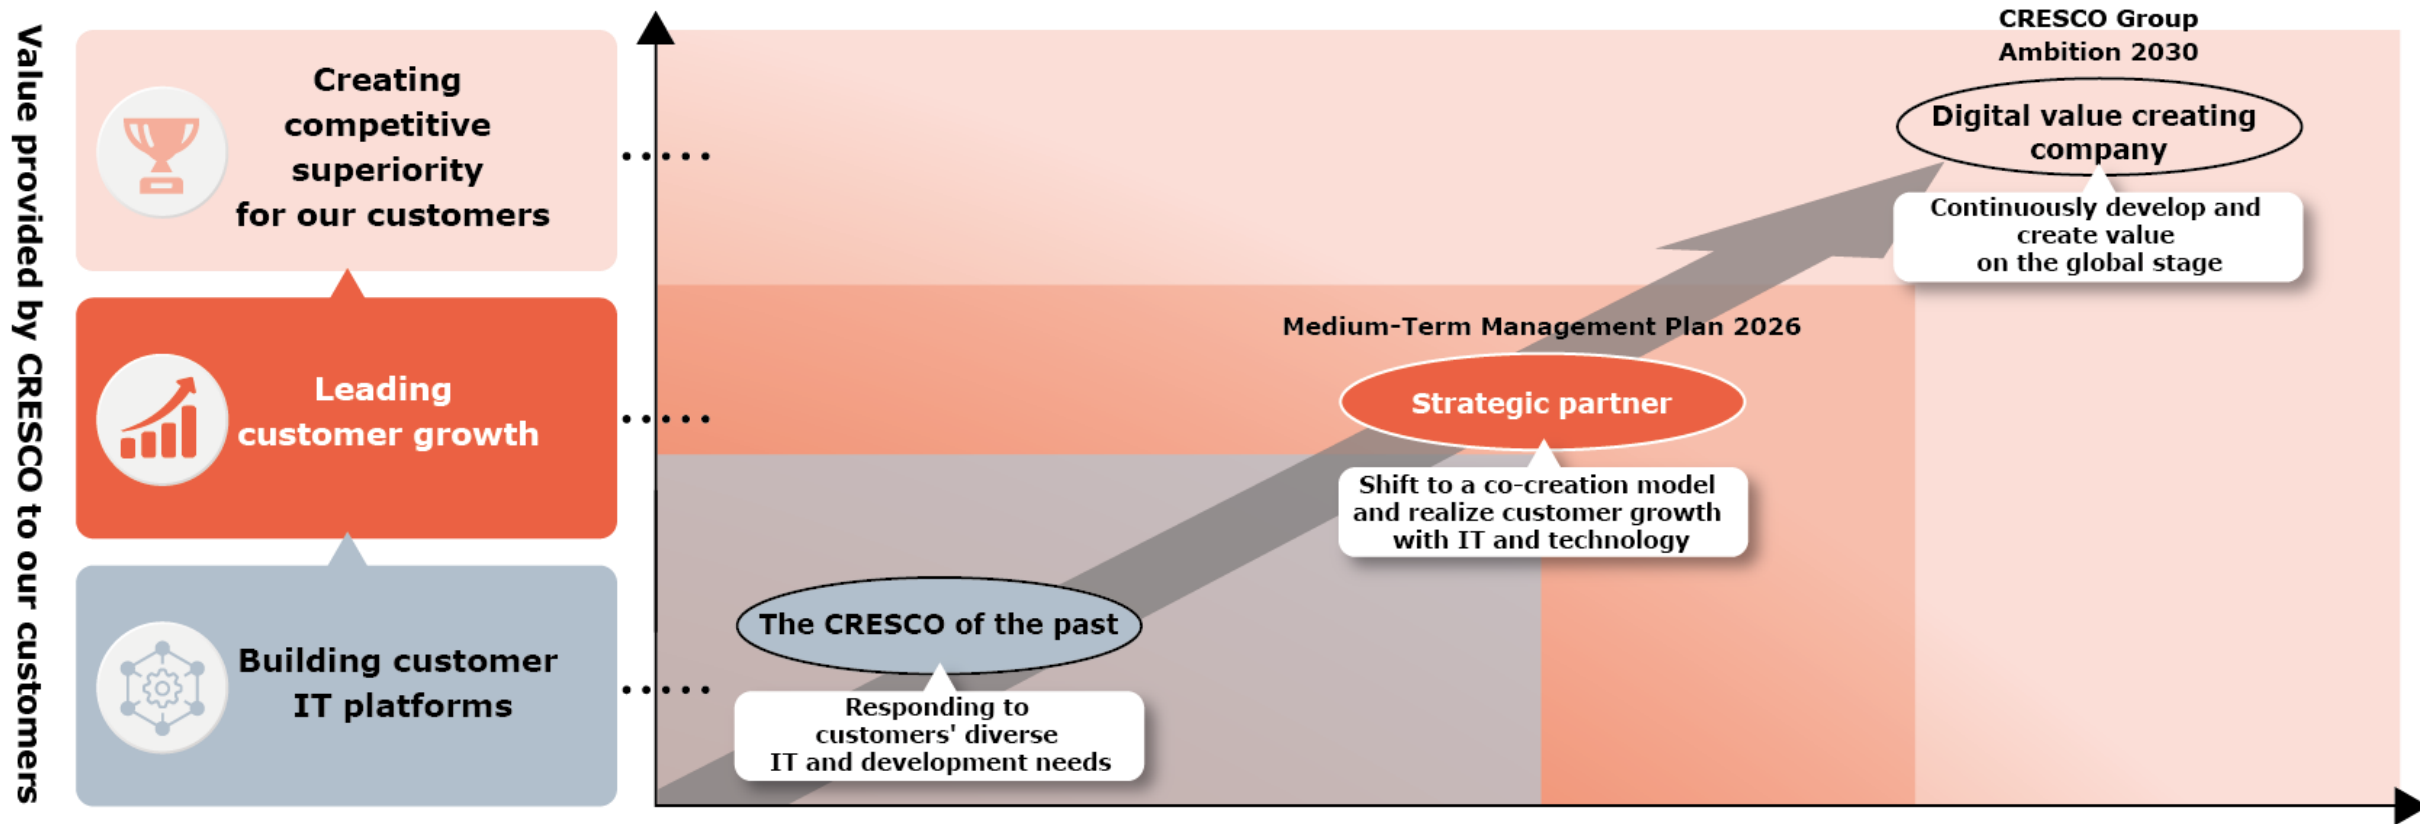 Value provided by CRESCO to our customers
Creating
competitive
superiority
for our customers
Leading
customer growth
Building customer
IT platforms
CRESCO Group
Ambition 2030
Digital value creating
company
Continuously develop and
create value
on the global stage
Medium-Term Management Plan 2026
Strategic partner
Shift to a co-creation model
and realize customer growth
with IT and technology
The CRESCO of the past
Responding to
customers' diverse
IT and development needs